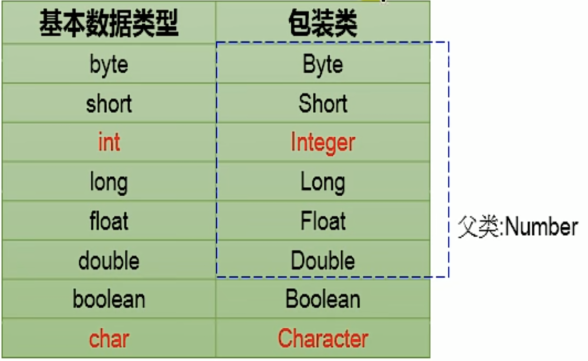 基本数据类型 包装类
byte Byte
short Short
int Integer
long Long
float Float
父类:Number
double Double
boolean Boolean
char Character